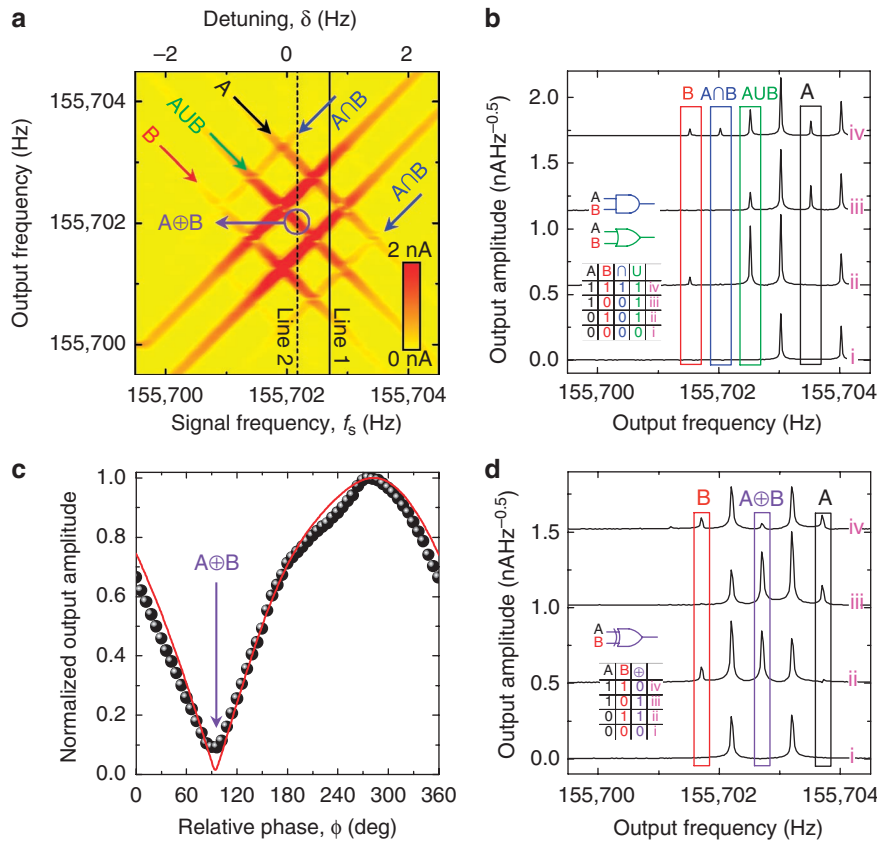 a
Detuning, δ (Hz)
−2 0 2
155,704
155,702
155,700
Output frequency (Hz)
A
A∩B
A∪B
B
A∩B
A⊕B
2 nA
0 nA
Line 2
Line 1
155,700 155,702 155,704
Signal frequency, fs (Hz)
b
2.0
1.5
1.0
0.5
0.0
Output amplitude (nAHz−0.5)
B A∩B A∪B A
iv
iii
ii
i
A
B
A
B
A B ∩ U
1 1 1 1 iv
1 0 0 1 iii
0 1 0 1 ii
0 0 0 0 i
155,700 155,702 155,704
Output frequency (Hz)
c
1.0
0.8
0.6
0.4
0.2
0.0
Normalized output amplitude
A⊕B
0 60 120 180 240 300 360
Relative phase, ϕ (deg)
d
1.5
1.0
0.5
0.0
Output amplitude (nAHz−0.5)
B A⊕B A
iv
iii
ii
i
A
B
A B ⊕
1 1 0 iv
1 0 1 iii
0 1 1 ii
0 0 0 i
155,700 155,702 155,704
Output frequency (Hz)